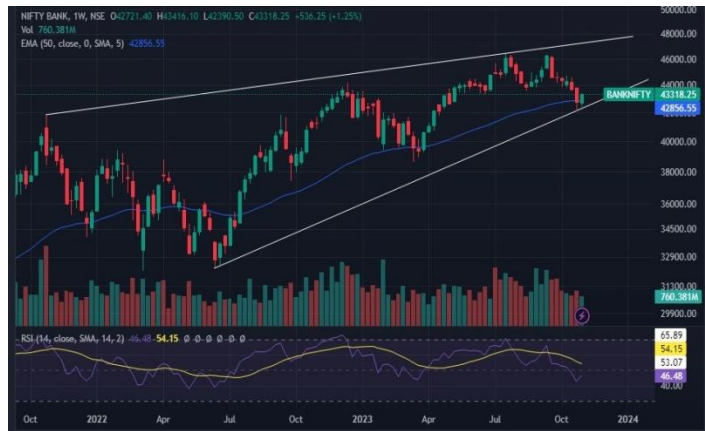 NIFTY BANK, 1W, NSE O42721.40 H43416.10 L42390.50 C43318.25 +536.25 (+1.25%)
Vol 760.381M
EMA (50, close, 0, SMA, 5) 42856.55
50000.00
48000.00
46000.00
44000.00
BANKNIFTY 43318.25
42856.55
40000.00
38000.00
36000.00
34500.00
32900.00
31300.00
760.381M
29900.00
RSI (14, close, SMA, 14, 2) 46.48 54.15 Ø Ø Ø Ø Ø Ø
65.89
54.15
53.07
46.48
40.00
Oct 2022 Apr Jul Oct 2023 Apr Jul Oct 2024